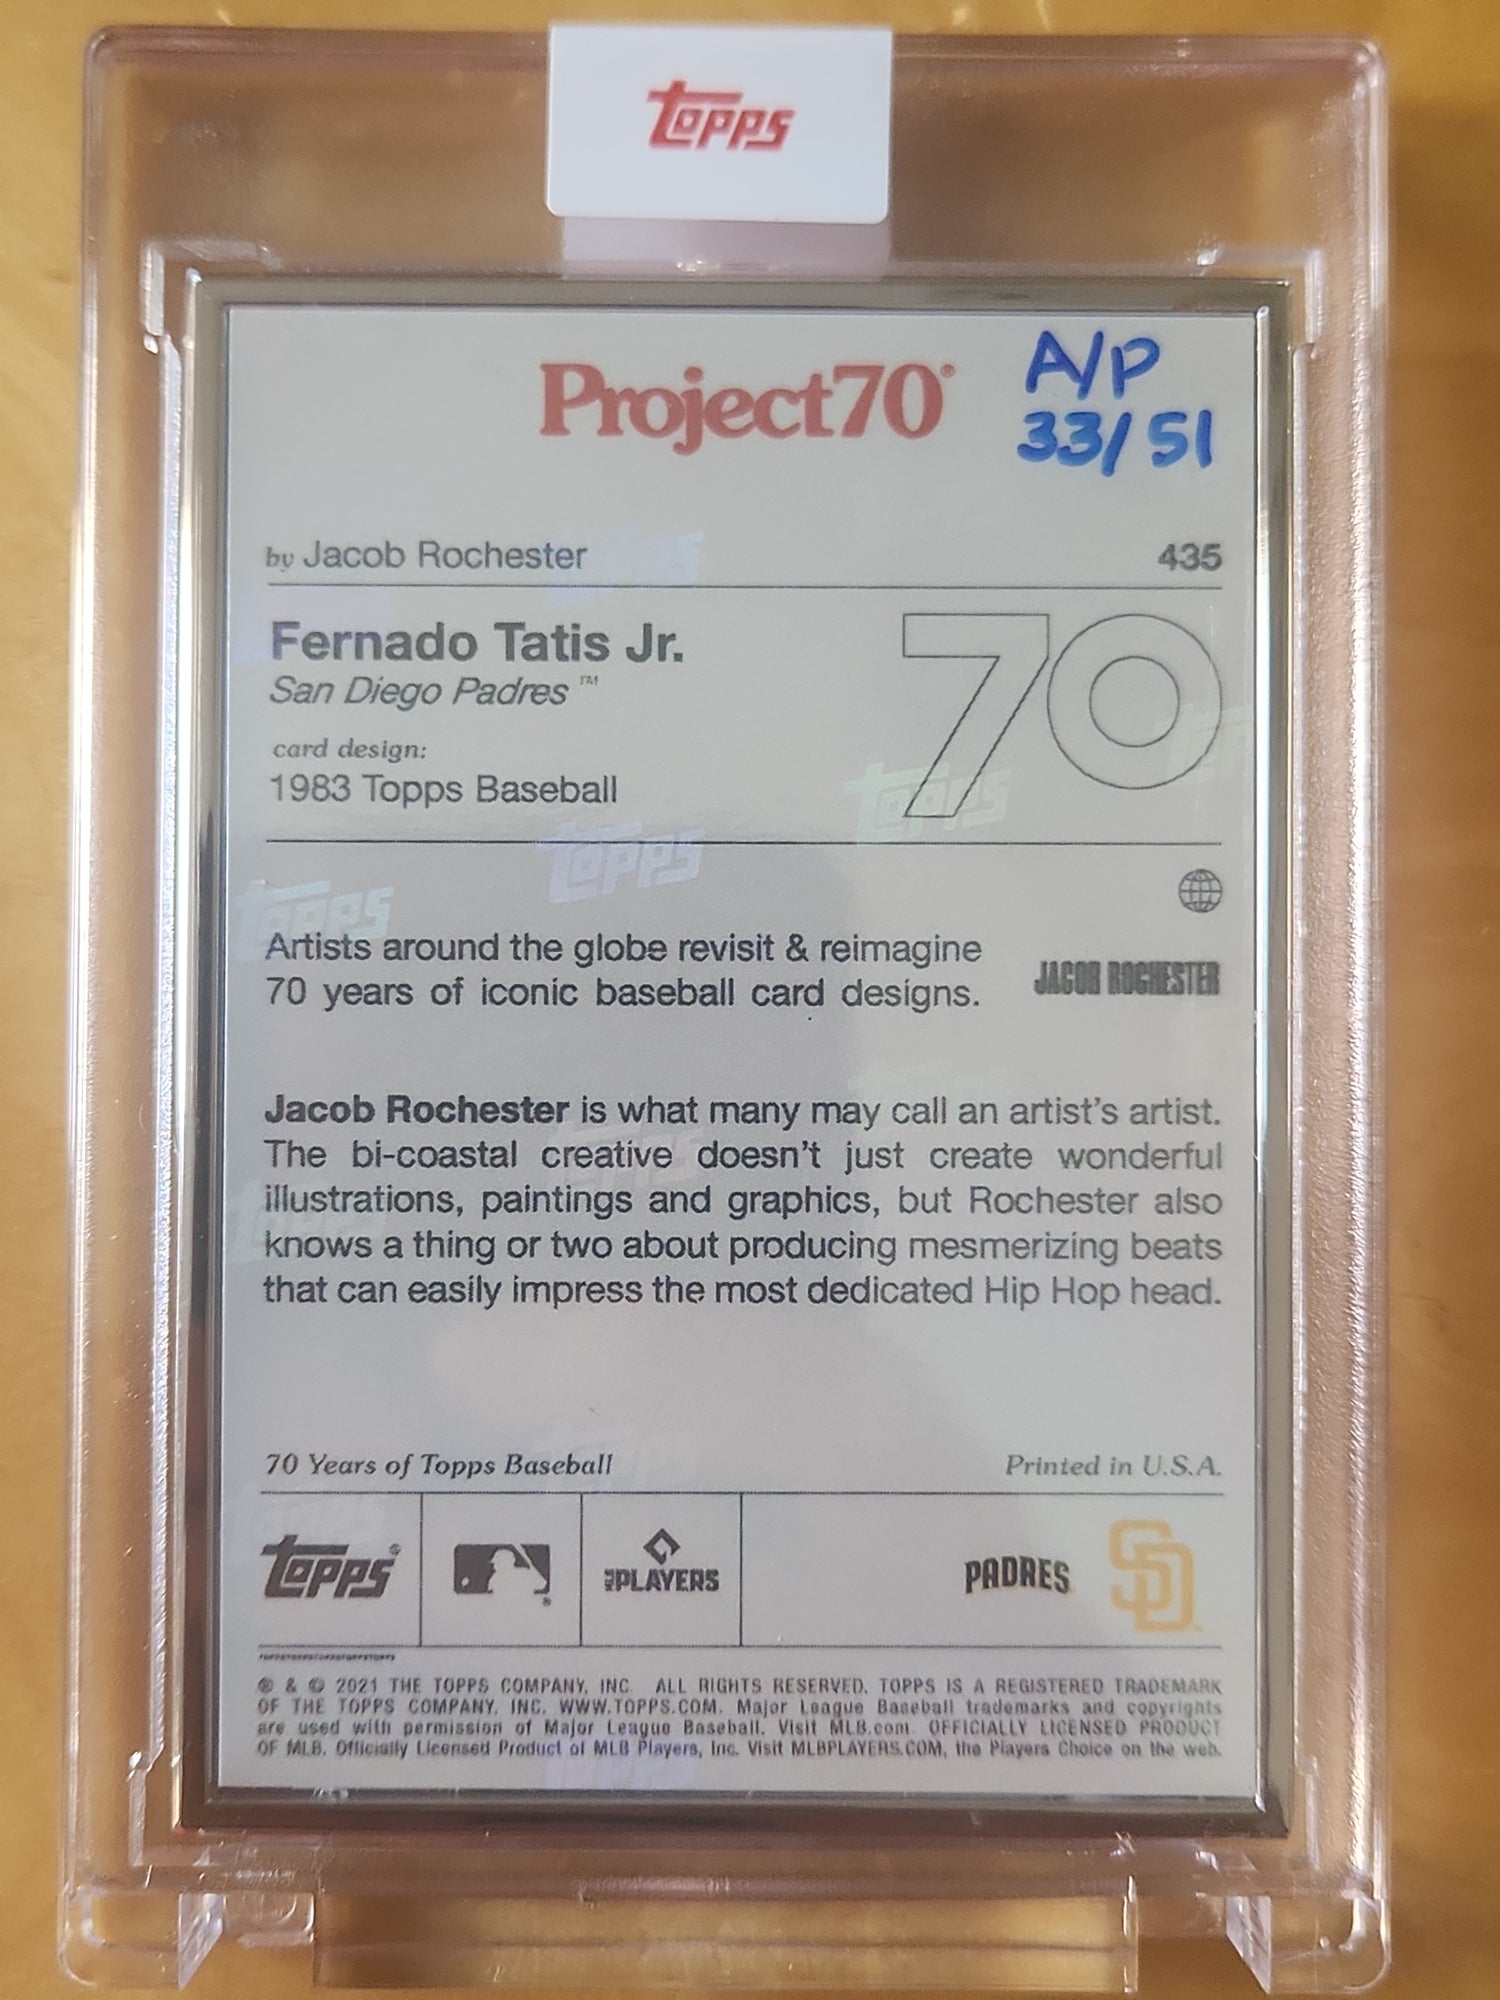 Topps
Project70®
A/P
33/51
by Jacob Rochester
435
Fernado Tatis Jr.
San Diego Padres™
70
card design:
1983 Topps Baseball
Topps
Topps
Topps
Artists around the globe revisit & reimagine
70 years of iconic baseball card designs.
JACOB ROCHESTER
Jacob Rochester is what many may call an artist's artist.
The bi-coastal creative doesn't just create wonderful
illustrations, paintings and graphics, but Rochester also
knows a thing or two about producing mesmerizing beats
that can easily impress the most dedicated Hip Hop head.
70 Years of Topps Baseball
Printed in U.S.A.
Topps®
PLAYERS
PADRES
SD
® & © 2021 THE TOPPS COMPANY, INC. ALL RIGHTS RESERVED. TOPPS IS A REGISTERED TRADEMARK
OF THE TOPPS COMPANY, INC. WWW.TOPPS.COM. Major League Baseball trademarks and copyrights
are used with permission of Major League Baseball. Visit MLB.com. OFFICIALLY LICENSED PRODUCT
OF MLB. Officially Licensed Product of MLB Players, Inc. Visit MLBPLAYERS.COM, the Players Choice on the web.